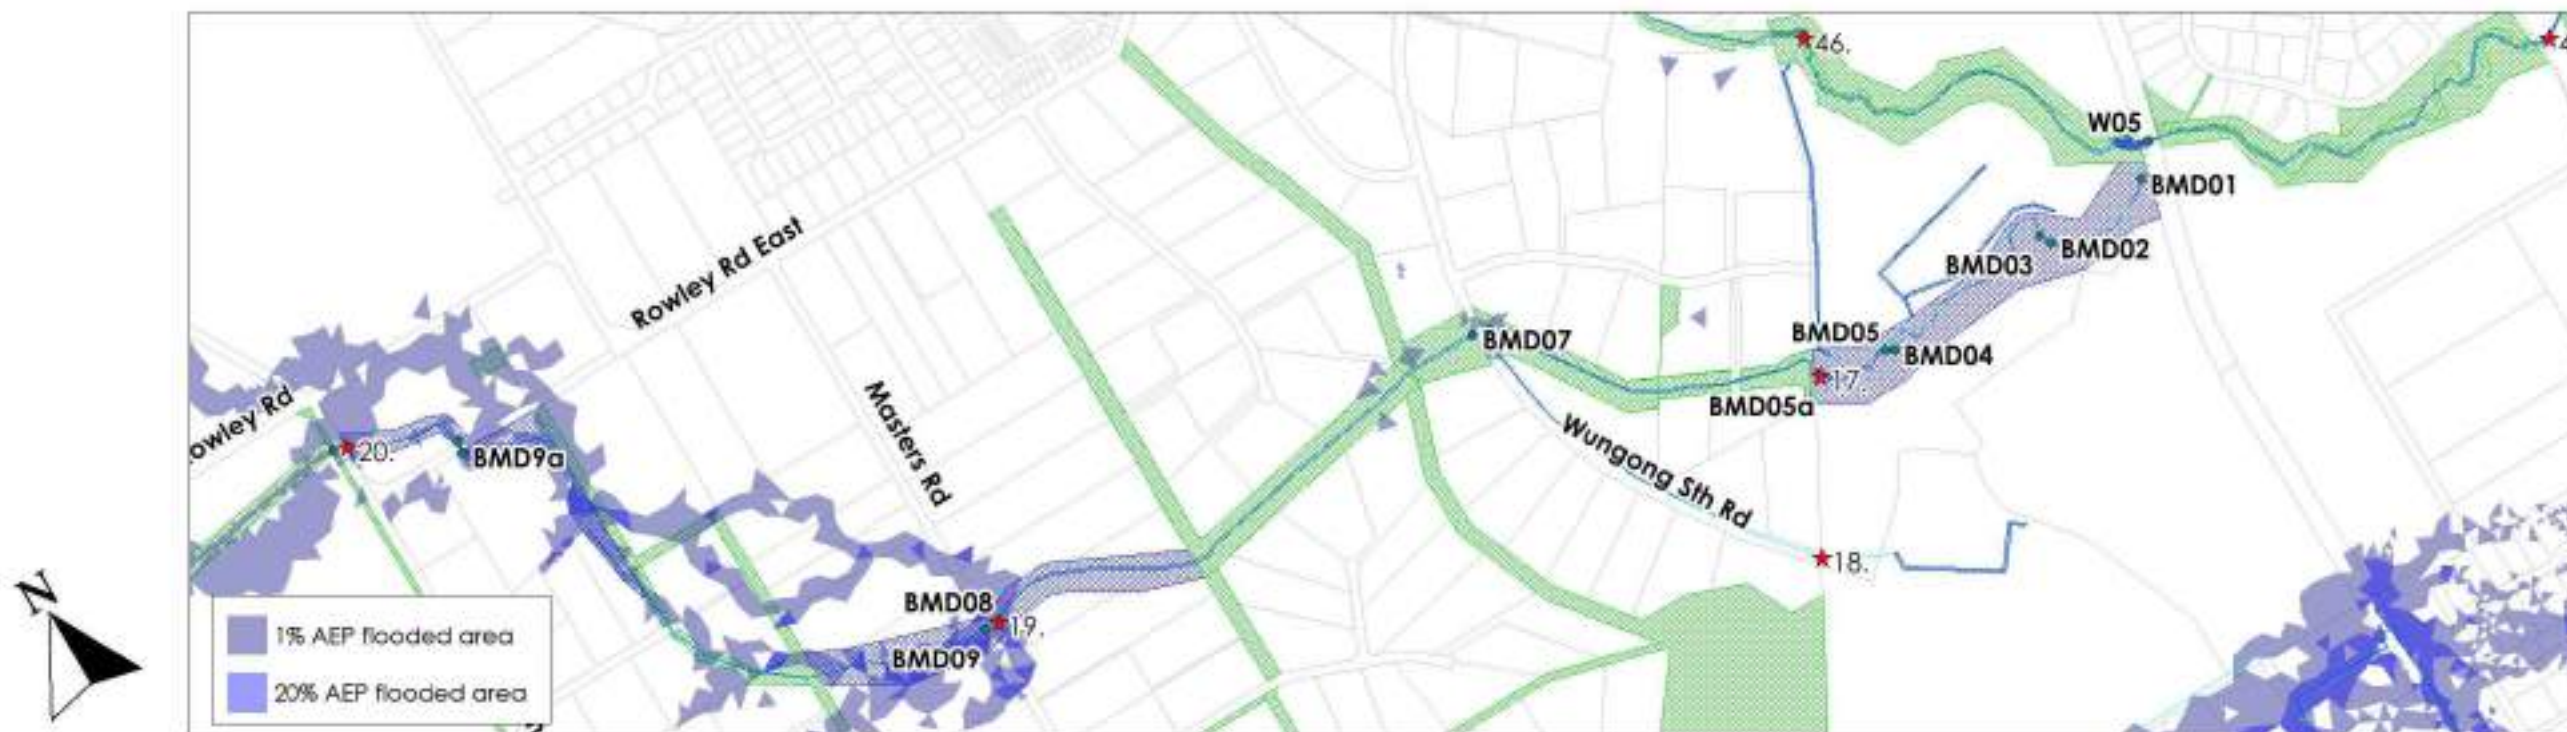 46.
W05
BMD01
BMD02
BMD03
Rowley Rd East
BMD05
BMD07
BMD04
17.
BMD05a
Masters Rd
Rd
20.
BMD9a
Wungong Sth Rd
18.
BMD08
19.
BMD09
N
1% AEP flooded area
20% AEP flooded area